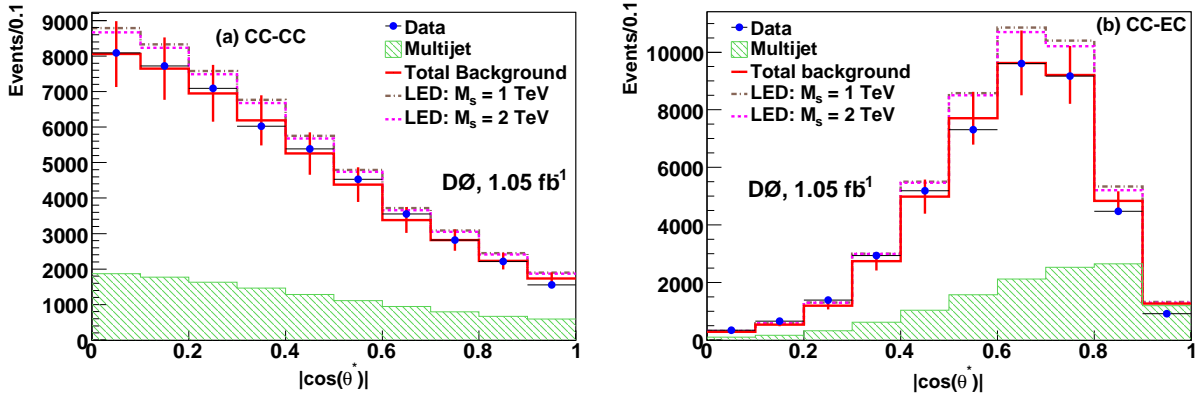 Events/0.1
9000
8000
7000
6000
5000
4000
3000
2000
1000
0
(a) CC-CC
Data
Multijet
Total Background
LED: Ms = 1 TeV
LED: Ms = 2 TeV
DØ, 1.05 fb-1
0 0.2 0.4 0.6 0.8 1
|cos(θ*)|
Events/0.1
10000
8000
6000
4000
2000
0
(b) CC-EC
Data
Multijet
Total background
LED: Ms = 1 TeV
LED: Ms = 2 TeV
DØ, 1.05 fb-1
0 0.2 0.4 0.6 0.8 1
|cos(θ*)|